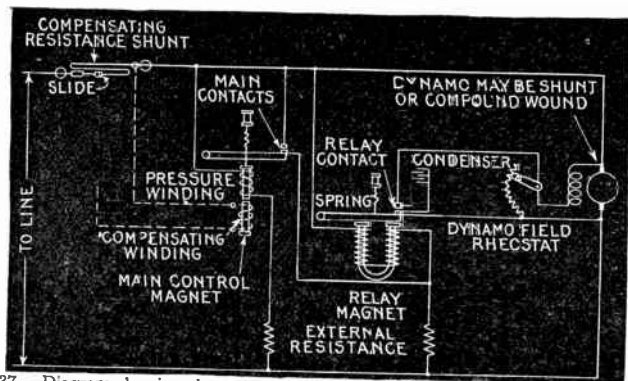 COMPENSATING
RESISTANCE SHUNT
SLIDE
MAIN
CONTACTS
DYNAMO MAY BE SHUNT
OR COMPOUND WOUND
RELAY
CONTACT
CONDENSER
PRESSURE
WINDING
SPRING
TO LINE
COMPENSATING
WINDING
DYNAMO FIELD
RHEOSTAT
MAIN CONTROL
MAGNET
RELAY
MAGNET
EXTERNAL
RESISTANCE